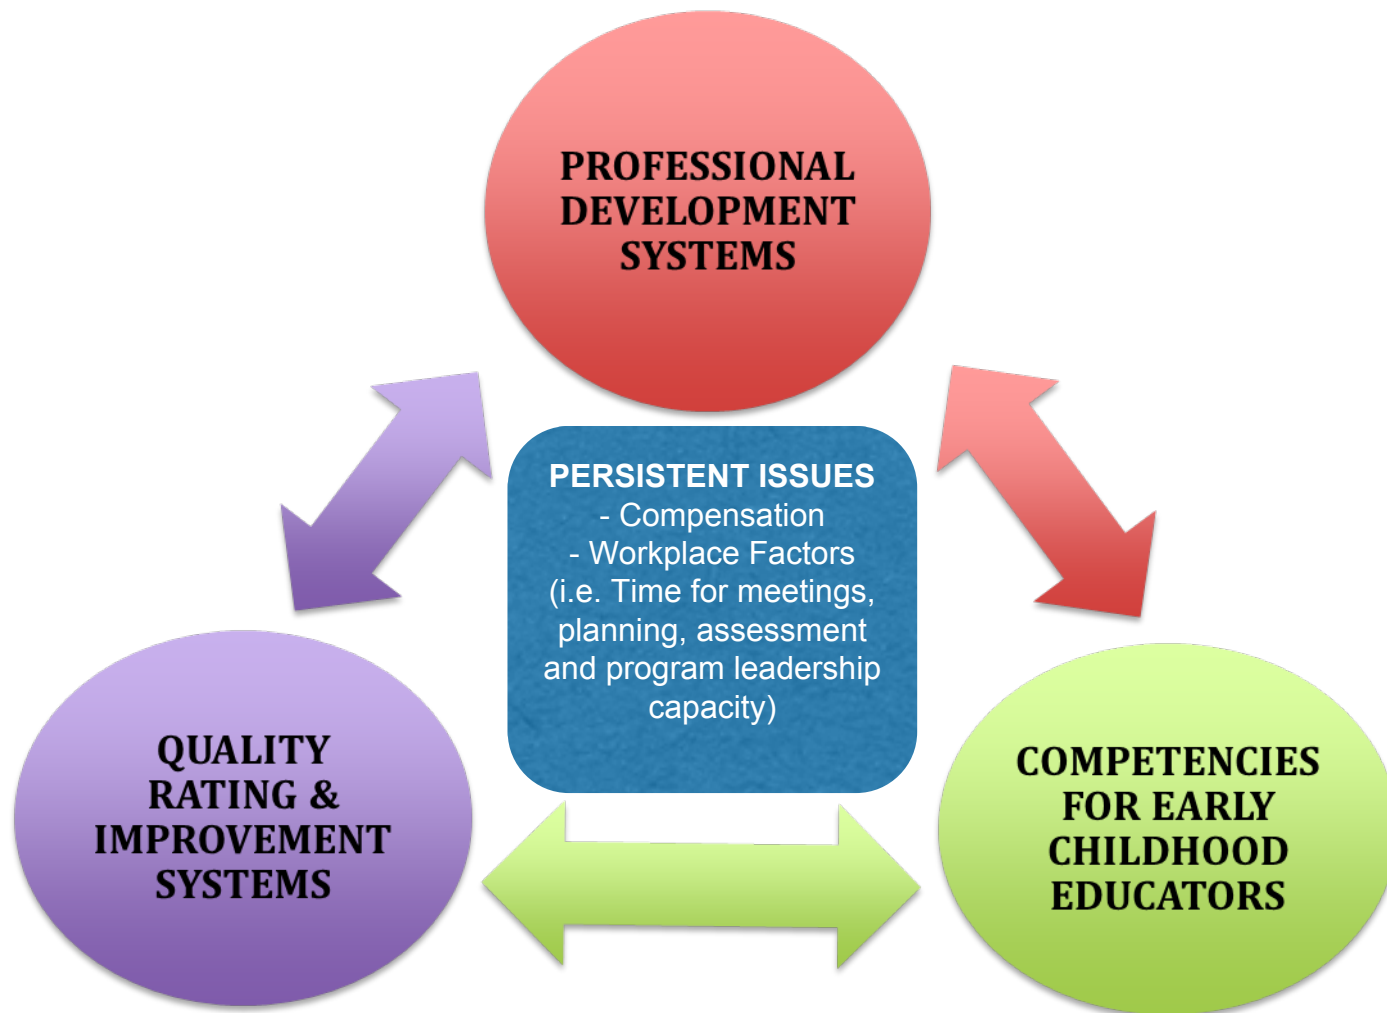 PROFESSIONAL
DEVELOPMENT
SYSTEMS
PERSISTENT ISSUES
- Compensation
- Workplace Factors
(i.e. Time for meetings,
planning, assessment
and program leadership
capacity)
QUALITY
RATING &
IMPROVEMENT
SYSTEMS
COMPETENCIES
FOR EARLY
CHILDHOOD
EDUCATORS